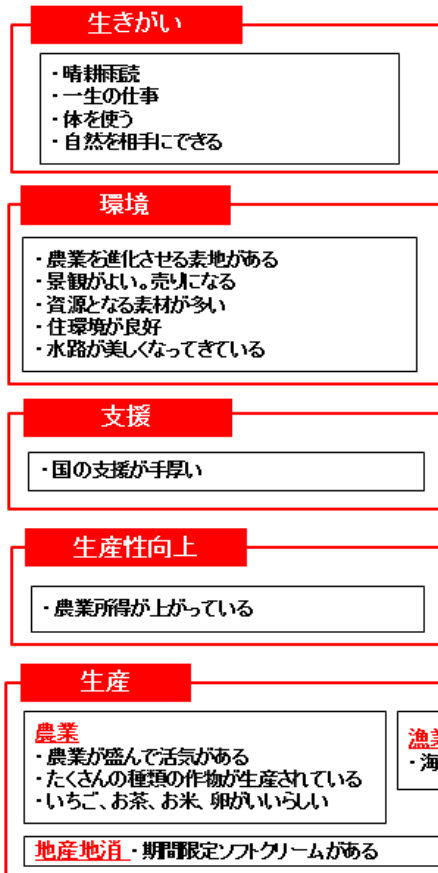 生きがい
・晴耕雨読
・一生の仕事
・体を使う
・自然を相手にできる
環境
・農業を進化させる素地がある
・景観がよい。売りになる
・資源となる素材が多い
・住環境が良好
・水路が美しくなってきている
支援
・国の支援が手厚い
生産性向上
・農業所得が上がっている
生産
農業
・農業が盛んで活気がある
・たくさんの種類の作物が生産されている
・いちご、お茶、お米、卵がいいらしい
漁業
・海
地産地消 ・期間限定ソフトクリームがある